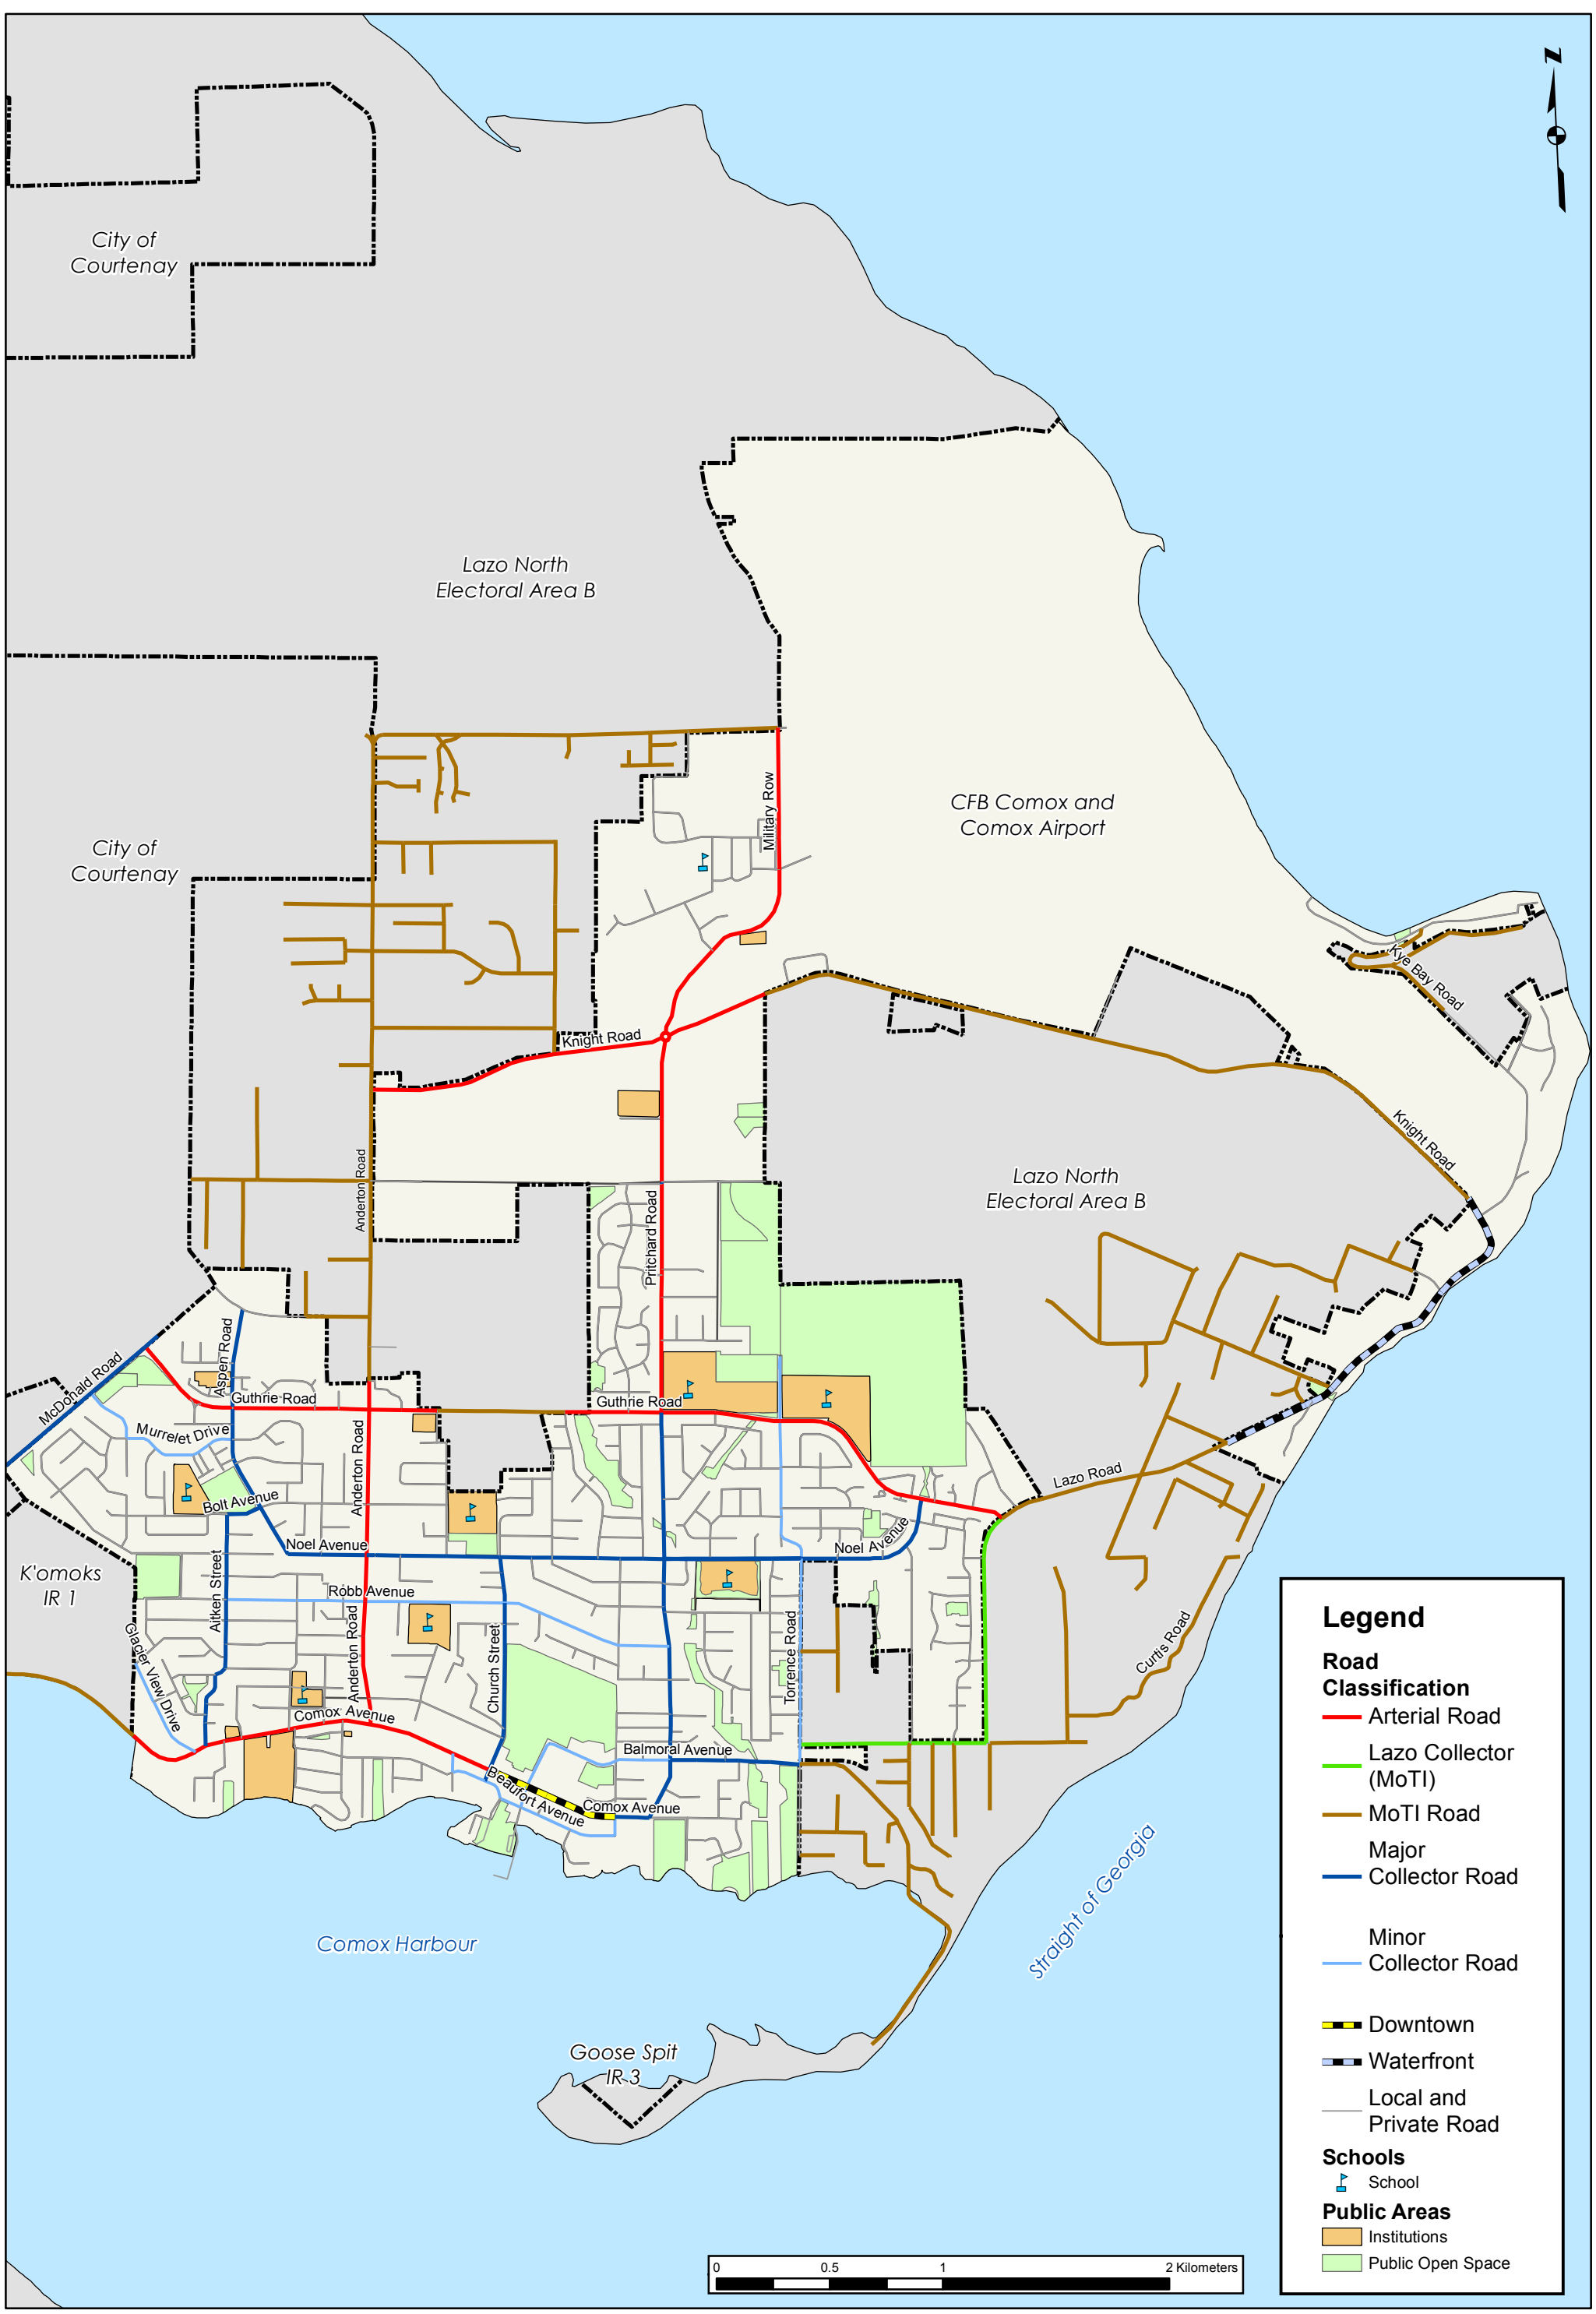 N
City of
Courtenay
Lazo North
Electoral Area B
Military Row
CFB Comox and
Comox Airport
City of
Courtenay
Kye Bay Road
Knight Road
Knight Road
Anderton Road
Lazo North
Electoral Area B
Pritchard Road
McDonald Road
Aspen Road
Guthrie Road
Guthrie Road
Murrelet Drive
Anderton Road
Lazo Road
Bolt Avenue
Noel Avenue
Noel Avenue
K'omoks
IR 1
Aitken Street
Robb Avenue
Glacier View Drive
Anderton Road
Church Street
Torrence Road
Curtis Road
Comox Avenue
Balmoral Avenue
Beaufort Avenue
Comox Avenue
Straight of Georgia
Comox Harbour
Goose Spit
IR 3
Legend
Road
Classification
Arterial Road
Lazo Collector
(MoTI)
MoTI Road
Major
Collector Road
Minor
Collector Road
Downtown
Waterfront
Local and
Private Road
Schools
School
Public Areas
Institutions
Public Open Space
0 0.5 1 2 Kilometers